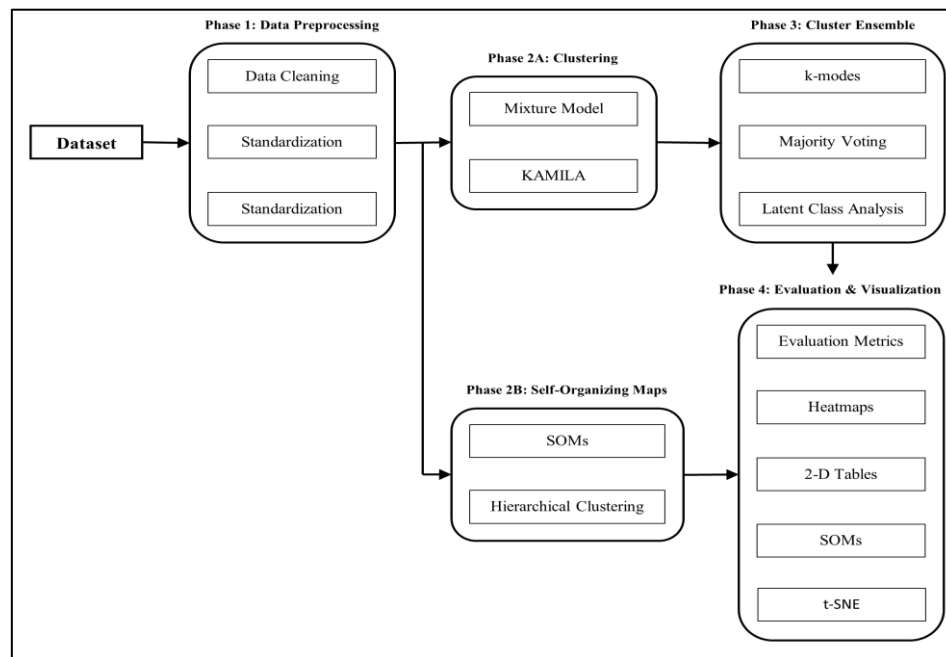 Phase 1: Data Preprocessing
Data Cleaning
Standardization
Standardization
Dataset
Phase 2A: Clustering
Mixture Model
KAMILA
Phase 3: Cluster Ensemble
k-modes
Majority Voting
Latent Class Analysis
Phase 2B: Self-Organizing Maps
SOMs
Hierarchical Clustering
Phase 4: Evaluation & Visualization
Evaluation Metrics
Heatmaps
2-D Tables
SOMs
t-SNE